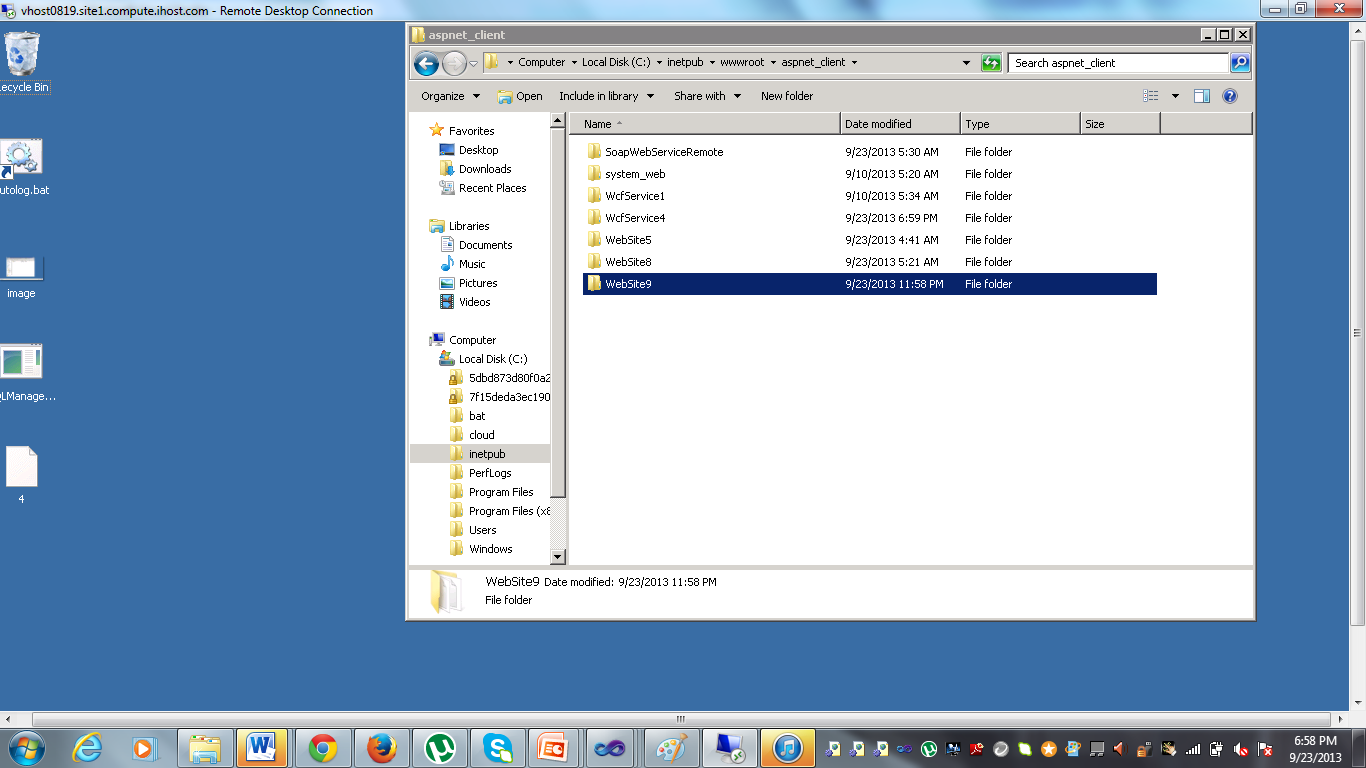 vhost0819.site1.compute.ihost.com - Remote Desktop Connection
aspnet_client
Computer Local Disk (C:) inetpub wwwroot aspnet_client
Search aspnet_client
Organize Open Include in library Share with New folder
Name Date modified Type Size
Favorites
Desktop
Downloads
Recent Places
Libraries
Documents
Music
Pictures
Videos
Computer
Local Disk (C:)
5dbd873d80f0a2
7f15deda3ec190
bat
cloud
inetpub
PerfLogs
Program Files
Program Files (x8
Users
Windows
SoapWebServiceRemote 9/23/2013 5:30 AM File folder
system_web 9/10/2013 5:20 AM File folder
WcfService1 9/10/2013 5:34 AM File folder
WcfService4 9/23/2013 6:59 PM File folder
WebSite5 9/23/2013 4:41 AM File folder
WebSite8 9/23/2013 5:21 AM File folder
WebSite9 9/23/2013 11:58 PM File folder
WebSite9 Date modified: 9/23/2013 11:58 PM
File folder
ecycle Bin
utolog.bat
image
LManage...
4
6:58 PM
9/23/2013